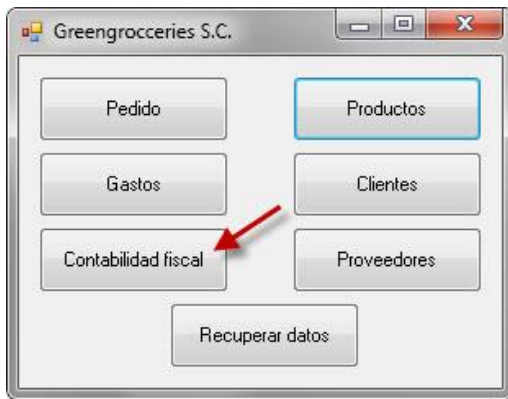 Greengrocceries S.C.
Pedido
Productos
Gastos
Clientes
Contabilidad fiscal
Proveedores
Recuperar datos